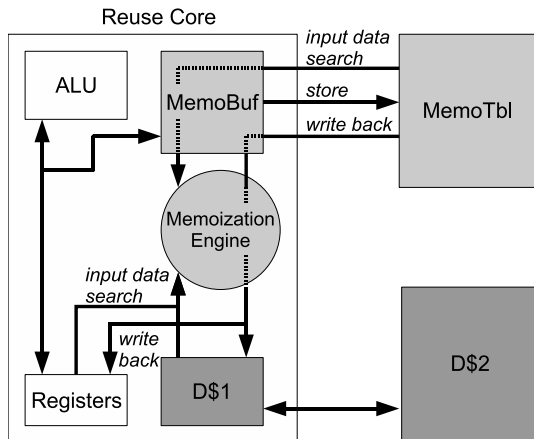 Reuse Core
ALU
MemoBuf
input data
search
store
write back
MemoTbl
Memoization
Engine
input data
search
write
back
Registers
D$1
D$2